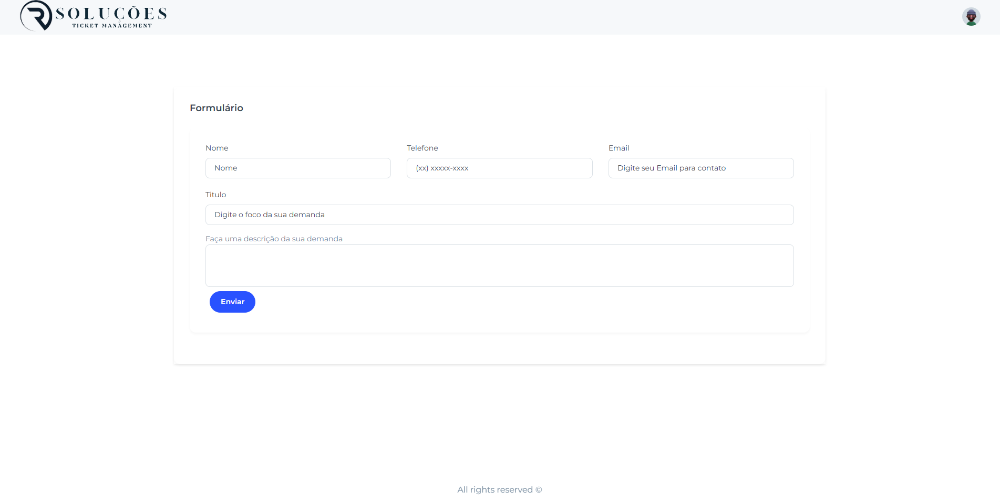 SOLUÇÕES
TICKET MANAGEMENT
Formulário
Nome
Telefone
Email
Nome
(xx) xxxxx-xxxx
Digite seu Email para contato
Titulo
Digite o foco da sua demanda
Faça uma descrição da sua demanda
Enviar
All rights reserved ©